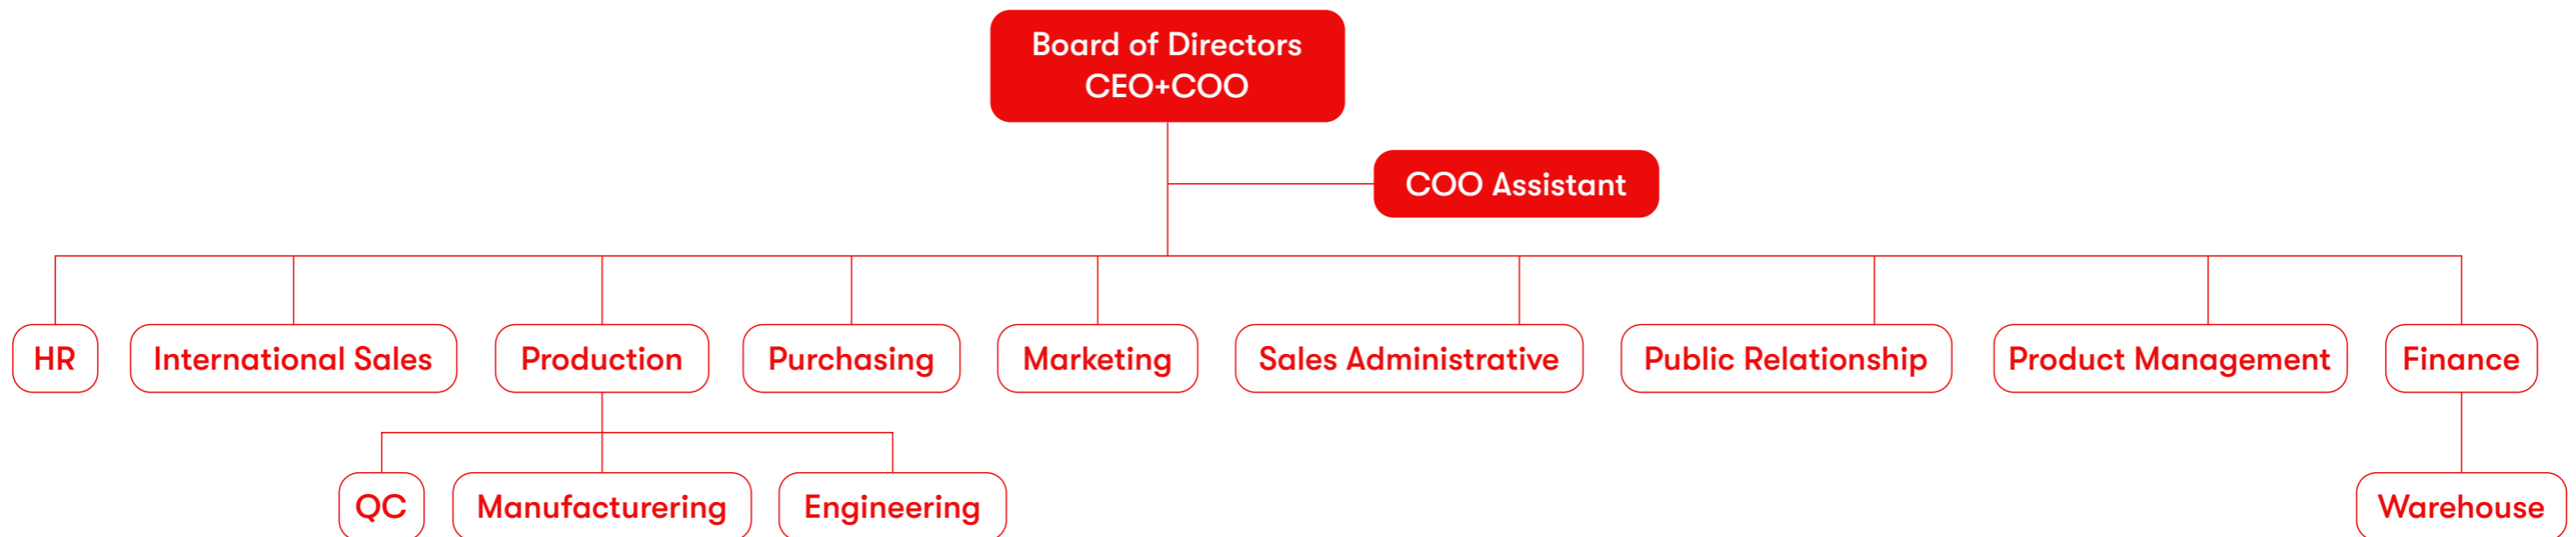 Board of Directors
CEO+COO
COO Assistant
HR
International Sales
Production
Purchasing
Marketing
Sales Administrative
Public Relationship
Product Management
Finance
QC
Manufacturering
Engineering
Warehouse